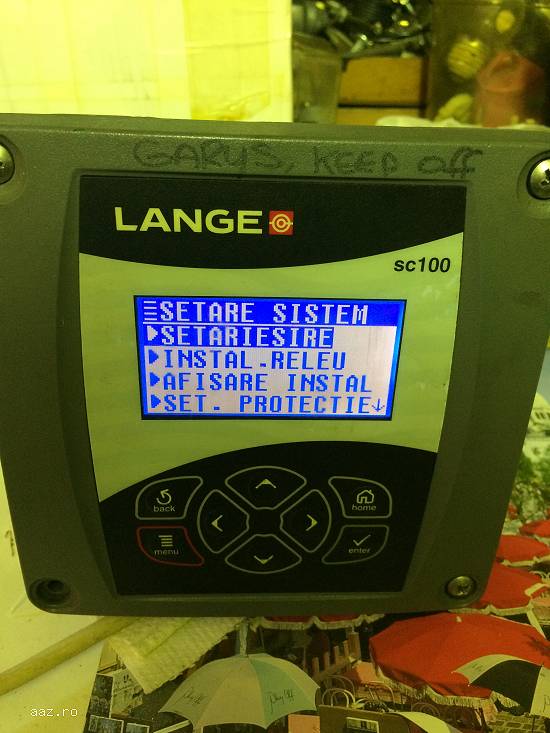 GARYS, KEEP off
LANGE
sc100
SETARE SISTEM
SETARIESIRE
INSTAL.RELEU
AFISARE INSTAL
SET. PROTECTIE
back
home
menu
enter
aaz.ro